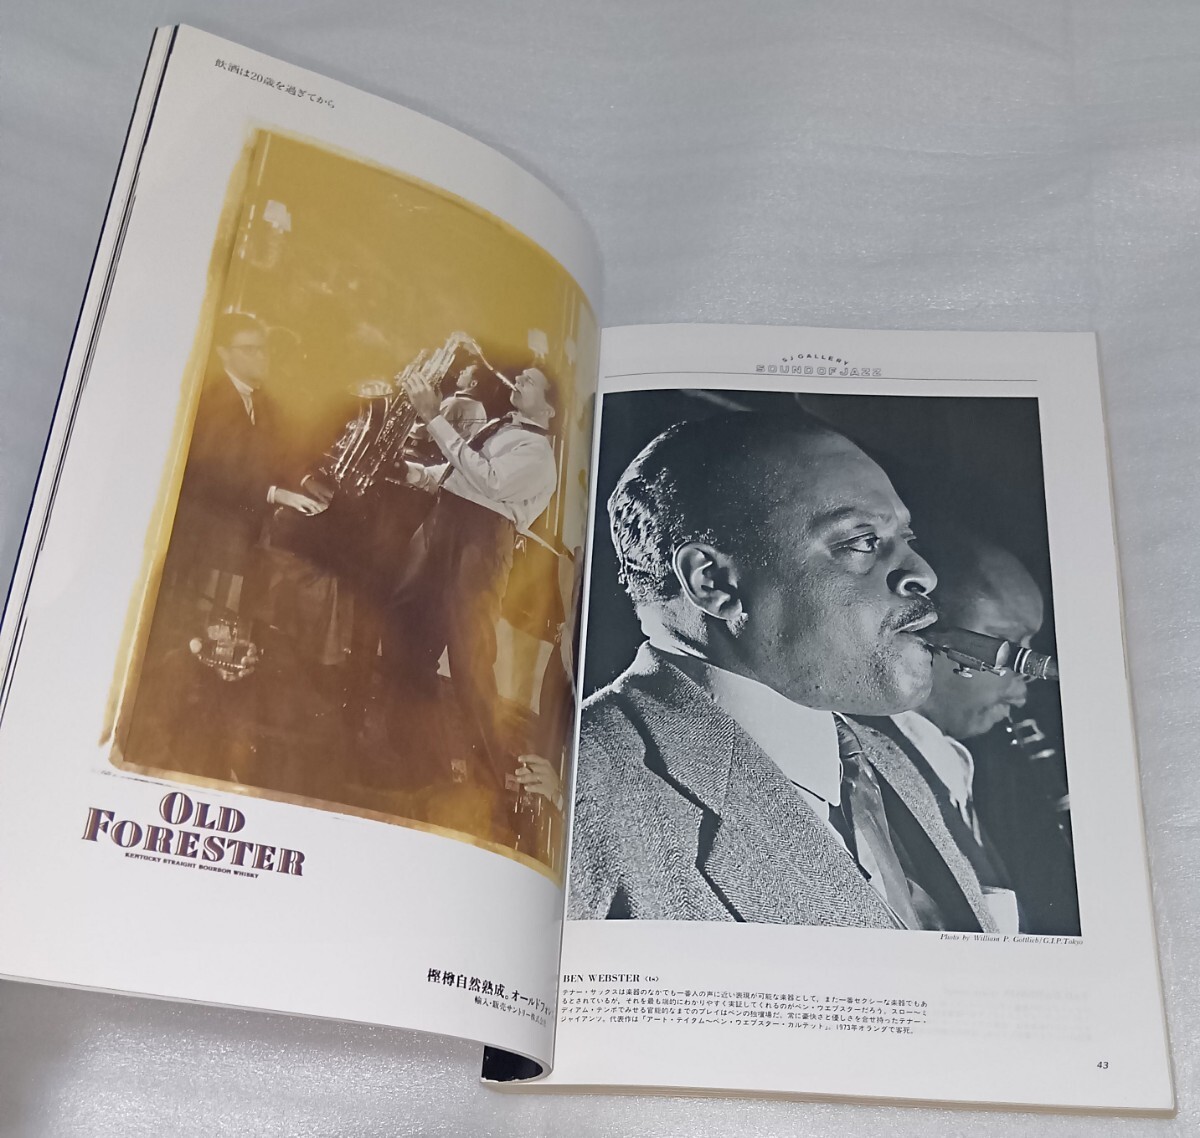 飲酒は20歳を過ぎてから
OLD
FORESTER
KENTUCKY STRAIGHT BOURBON WHISKY
樫樽自然熟成。オールドフォ
輸入・販売サントリー株式会社
SJ GALLERY
SOUND OF JAZZ
Photo by William P. Gottlieb/G.I.P.Tokyo
BEN WEBSTER 〈ts〉
テナー・サックスは楽器のなかでも一番人の声に近い表現が可能な楽器として，また一番セクシーな楽器でもあ
るとされているが，それを最も端的にわかりやすく実証してくれるのがベン・ウエブスターだろう。スロー〜ミ
ディアム・テンポでみせる官能的なまでのプレイはベンの独壇場だ。常に豪快さと優しさを合せ持ったテナー・
ジャイアンツ。代表作は「アート・テイタム〜ベン・ウエブスター・カルテット」。1973年オランダで客死。
43